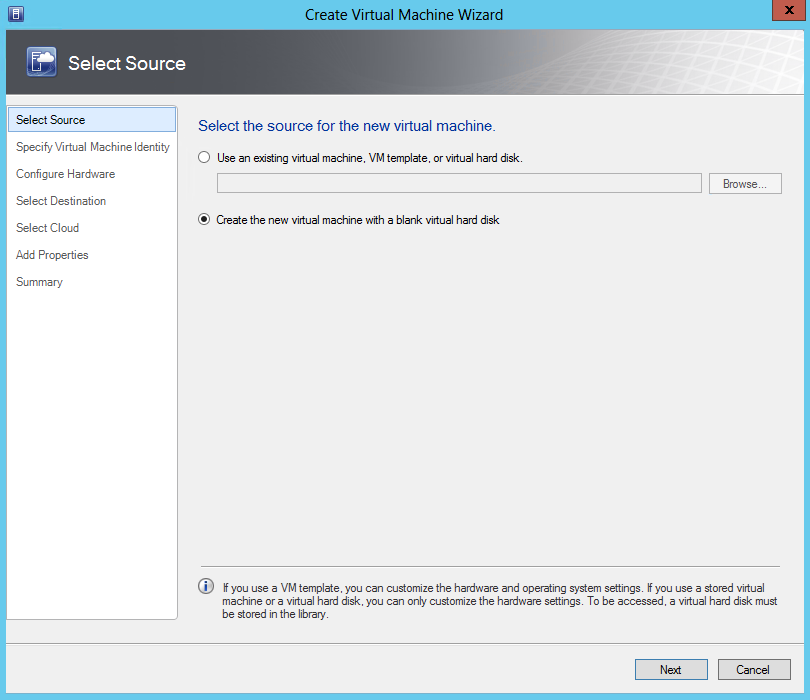 Create Virtual Machine Wizard
x
Select Source
Select Source
Specify Virtual Machine Identity
Configure Hardware
Select Destination
Select Cloud
Add Properties
Summary
Select the source for the new virtual machine.
Use an existing virtual machine, VM template, or virtual hard disk.
Browse...
Create the new virtual machine with a blank virtual hard disk
If you use a VM template, you can customize the hardware and operating system settings. If you use a stored virtual
machine or a virtual hard disk, you can only customize the hardware settings. To be accessed, a virtual hard disk must
be stored in the library.
Next
Cancel